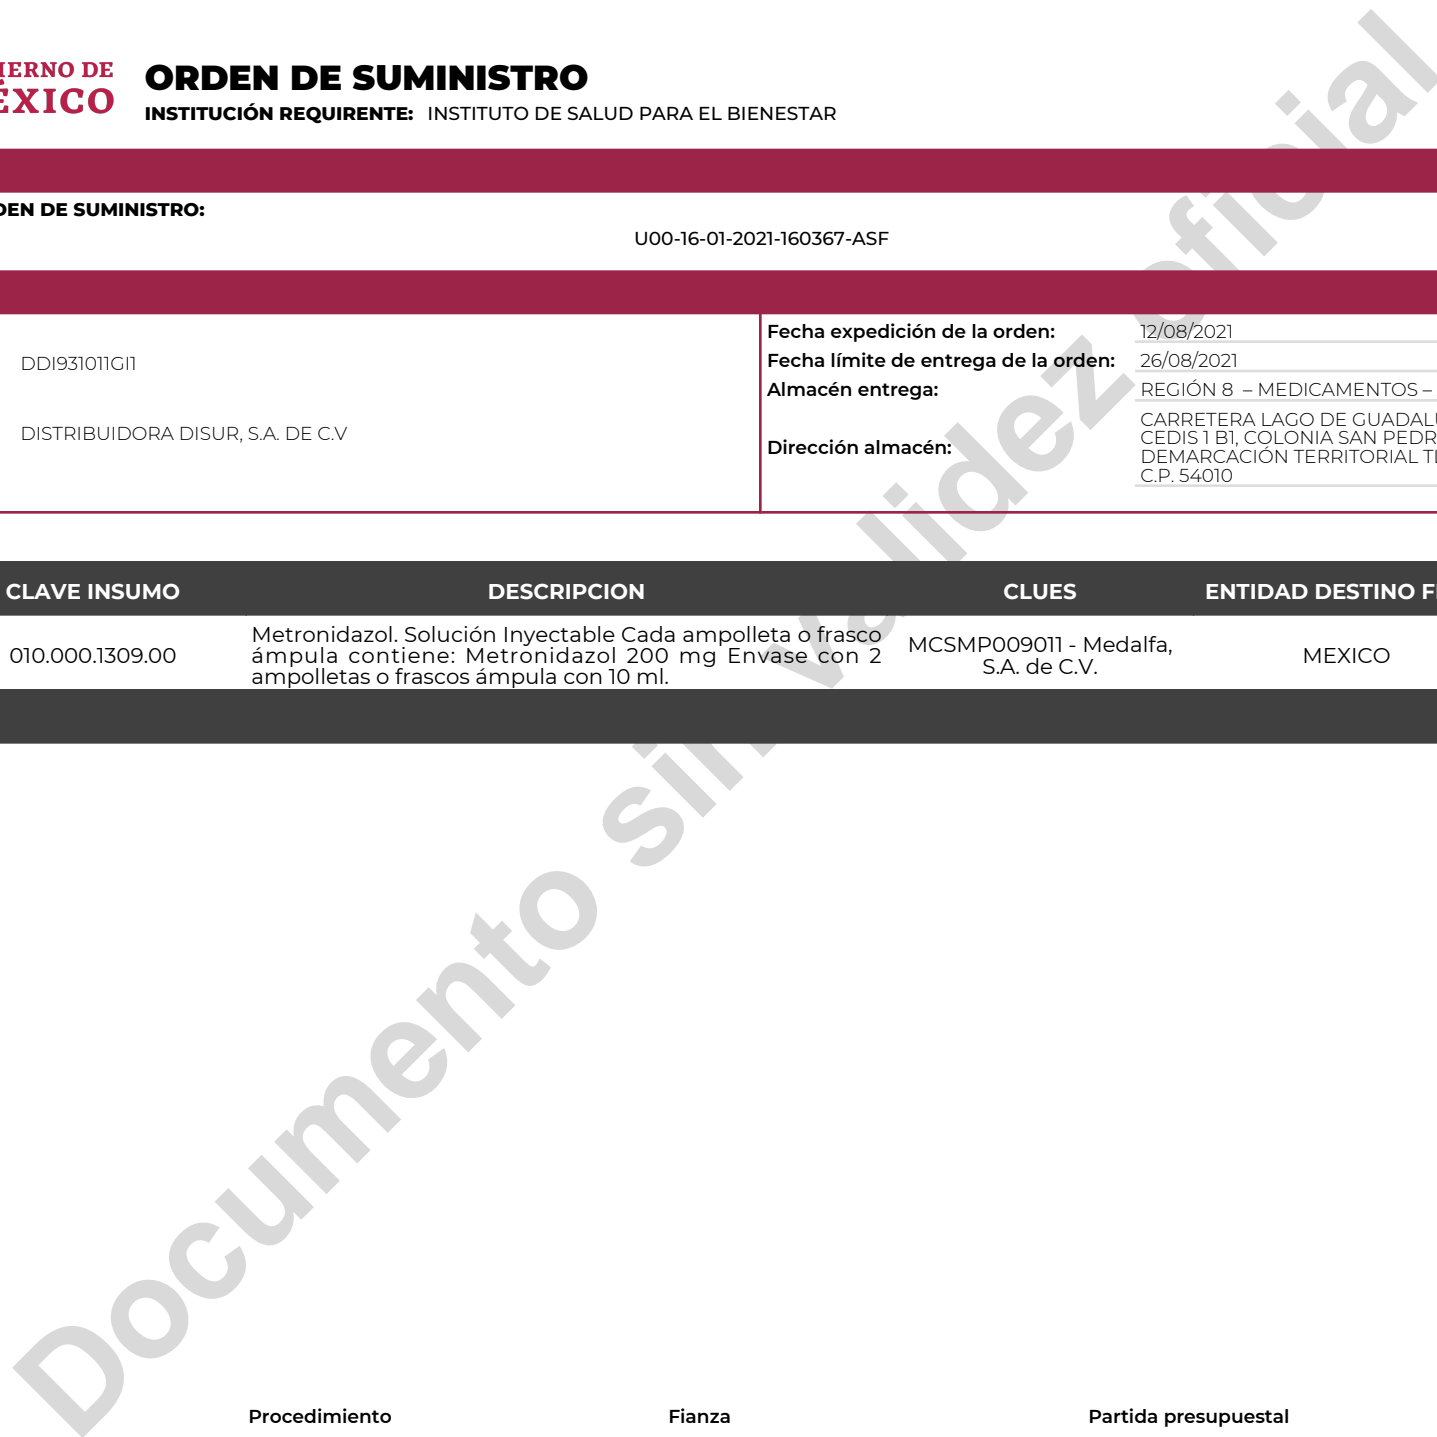 IERNO DE
ÉXICO
ORDEN DE SUMINISTRO
INSTITUCIÓN REQUIRENTE: INSTITUTO DE SALUD PARA EL BIENESTAR
DEN DE SUMINISTRO:
U00-16-01-2021-160367-ASF
DDI931011GI1
DISTRIBUIDORA DISUR, S.A. DE C.V
Fecha expedición de la orden: 12/08/2021
Fecha límite de entrega de la orden: 26/08/2021
Almacén entrega: REGIÓN 8 – MEDICAMENTOS –
Dirección almacén:
CARRETERA LAGO DE GUADALU
CEDIS 1 B1, COLONIA SAN PEDR
DEMARCACIÓN TERRITORIAL TL
C.P. 54010
CLAVE INSUMO DESCRIPCION CLUES ENTIDAD DESTINO FI
010.000.1309.00
Metronidazol. Solución Inyectable Cada ampolleta o frasco
ámpula contiene: Metronidazol 200 mg Envase con 2
ampolletas o frascos ámpula con 10 ml.
MCSMP009011 - Medalfa,
S.A. de C.V.
MEXICO
Documento sin validez oficial
Procedimiento Fianza Partida presupuestal